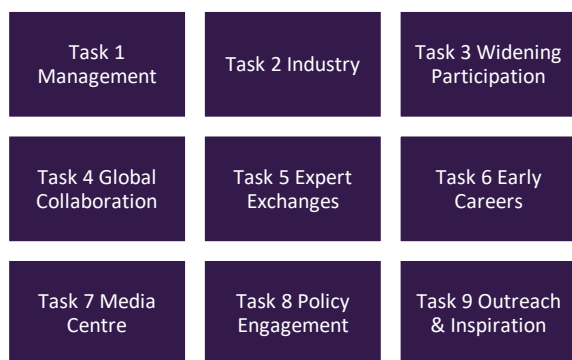 Task 1
Management
Task 2 Industry
Task 3 Widening
Participation
Task 4 Global
Collaboration
Task 5 Expert
Exchanges
Task 6 Early
Careers
Task 7 Media
Centre
Task 8 Policy
Engagement
Task 9 Outreach
& Inspiration